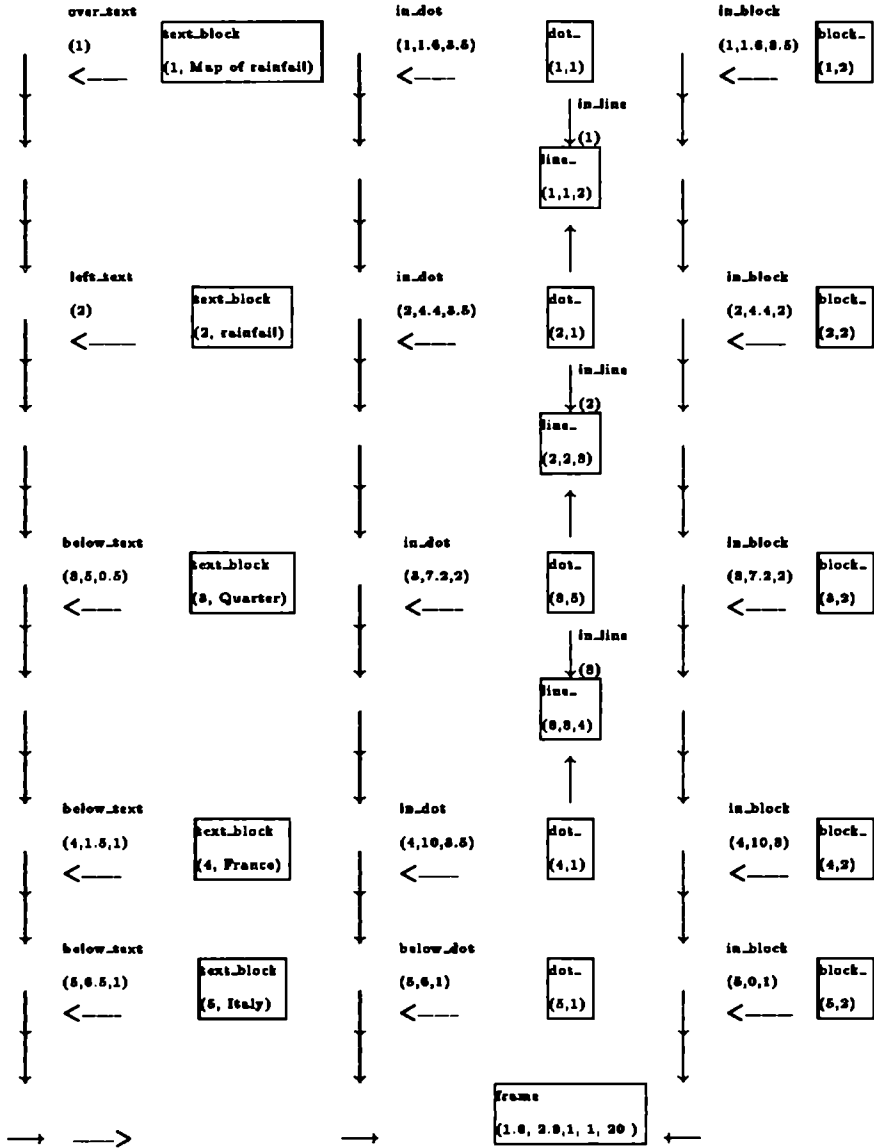 over_text
text_block
in_dot
dot_
in_block
block_
(1)
(1, Map of rainfall)
(1,1.6,3.5)
(1,1)
(1,1.6,3.5)
(1,2)
in_line
(1)
line_
(1,1,2)
left_text
text_block
in_dot
dot_
in_block
block_
(2)
(2, rainfall)
(2,4.4,3.5)
(2,1)
(2,4.4,2)
(2,2)
in_line
(2)
line_
(2,2,3)
below_text
text_block
in_dot
dot_
in_block
block_
(3,5,0.5)
(3, Quarter)
(3,7.2,2)
(3,5)
(3,7.2,2)
(3,2)
in_line
(3)
line_
(3,3,4)
below_text
text_block
in_dot
dot_
in_block
block_
(4,1.5,1)
(4, France)
(4,10,3.5)
(4,1)
(4,10,3)
(4,2)
below_text
text_block
below_dot
dot_
in_block
block_
(5,6.5,1)
(5, Italy)
(5,6,1)
(5,1)
(5,0,1)
(5,2)
frame
(1.6, 2.9,1, 1, 20 )